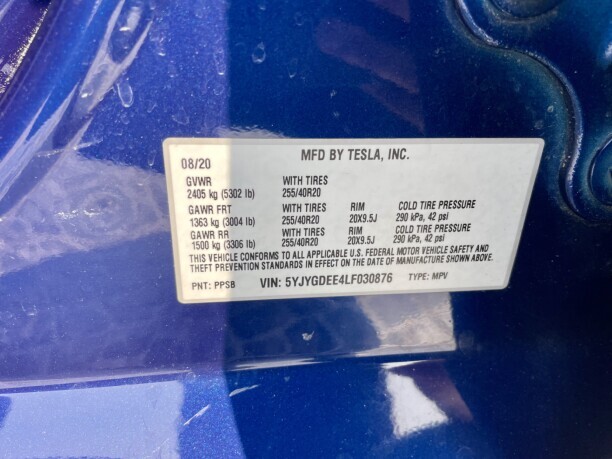 08/20 MFD BY TESLA, INC.
GVWR WITH TIRES
2405 kg (5302 lb) 255/40R20
GAWR FRT WITH TIRES RIM COLD TIRE PRESSURE
1363 kg (3004 lb) 255/40R20 20X9.5J 290 kPa, 42 psi
GAWR RR WITH TIRES RIM COLD TIRE PRESSURE
1500 kg (3306 lb) 255/40R20 20X9.5J 290 kPa, 42 psi
THIS VEHICLE CONFORMS TO ALL APPLICABLE U.S. FEDERAL MOTOR VEHICLE SAFETY AND
THEFT PREVENTION STANDARDS IN EFFECT ON THE DATE OF MANUFACTURE SHOWN ABOVE.
PNT: PPSB VIN: 5YJYGDEE4LF030876 TYPE: MPV